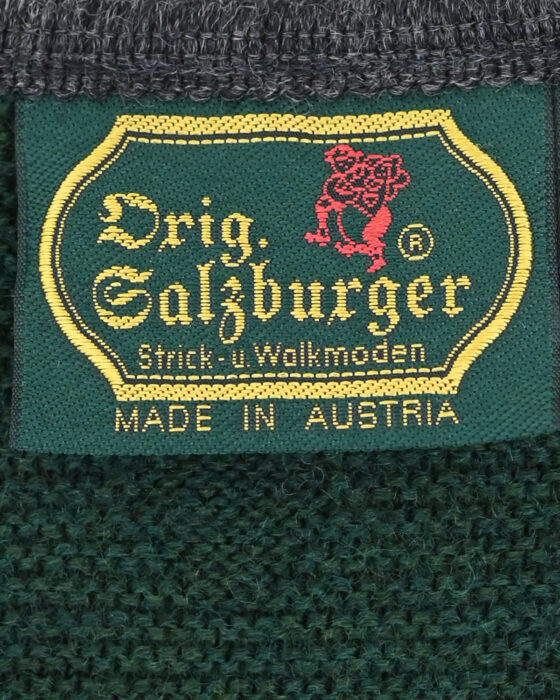 Orig.
®
Salzburger
Strick-u.Walkmoden
MADE IN AUSTRIA